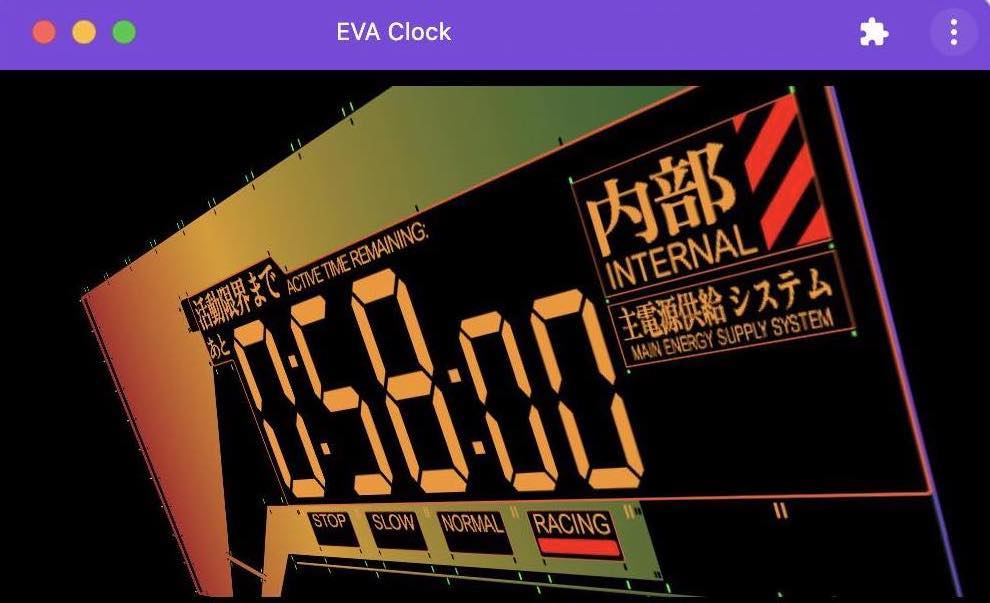 EVA Clock
活動限界まで
ACTIVE TIME REMAINING:
あと
0:58:00
内部
INTERNAL
主電源供給システム
MAIN ENERGY SUPPLY SYSTEM
STOP
SLOW
NORMAL
RACING